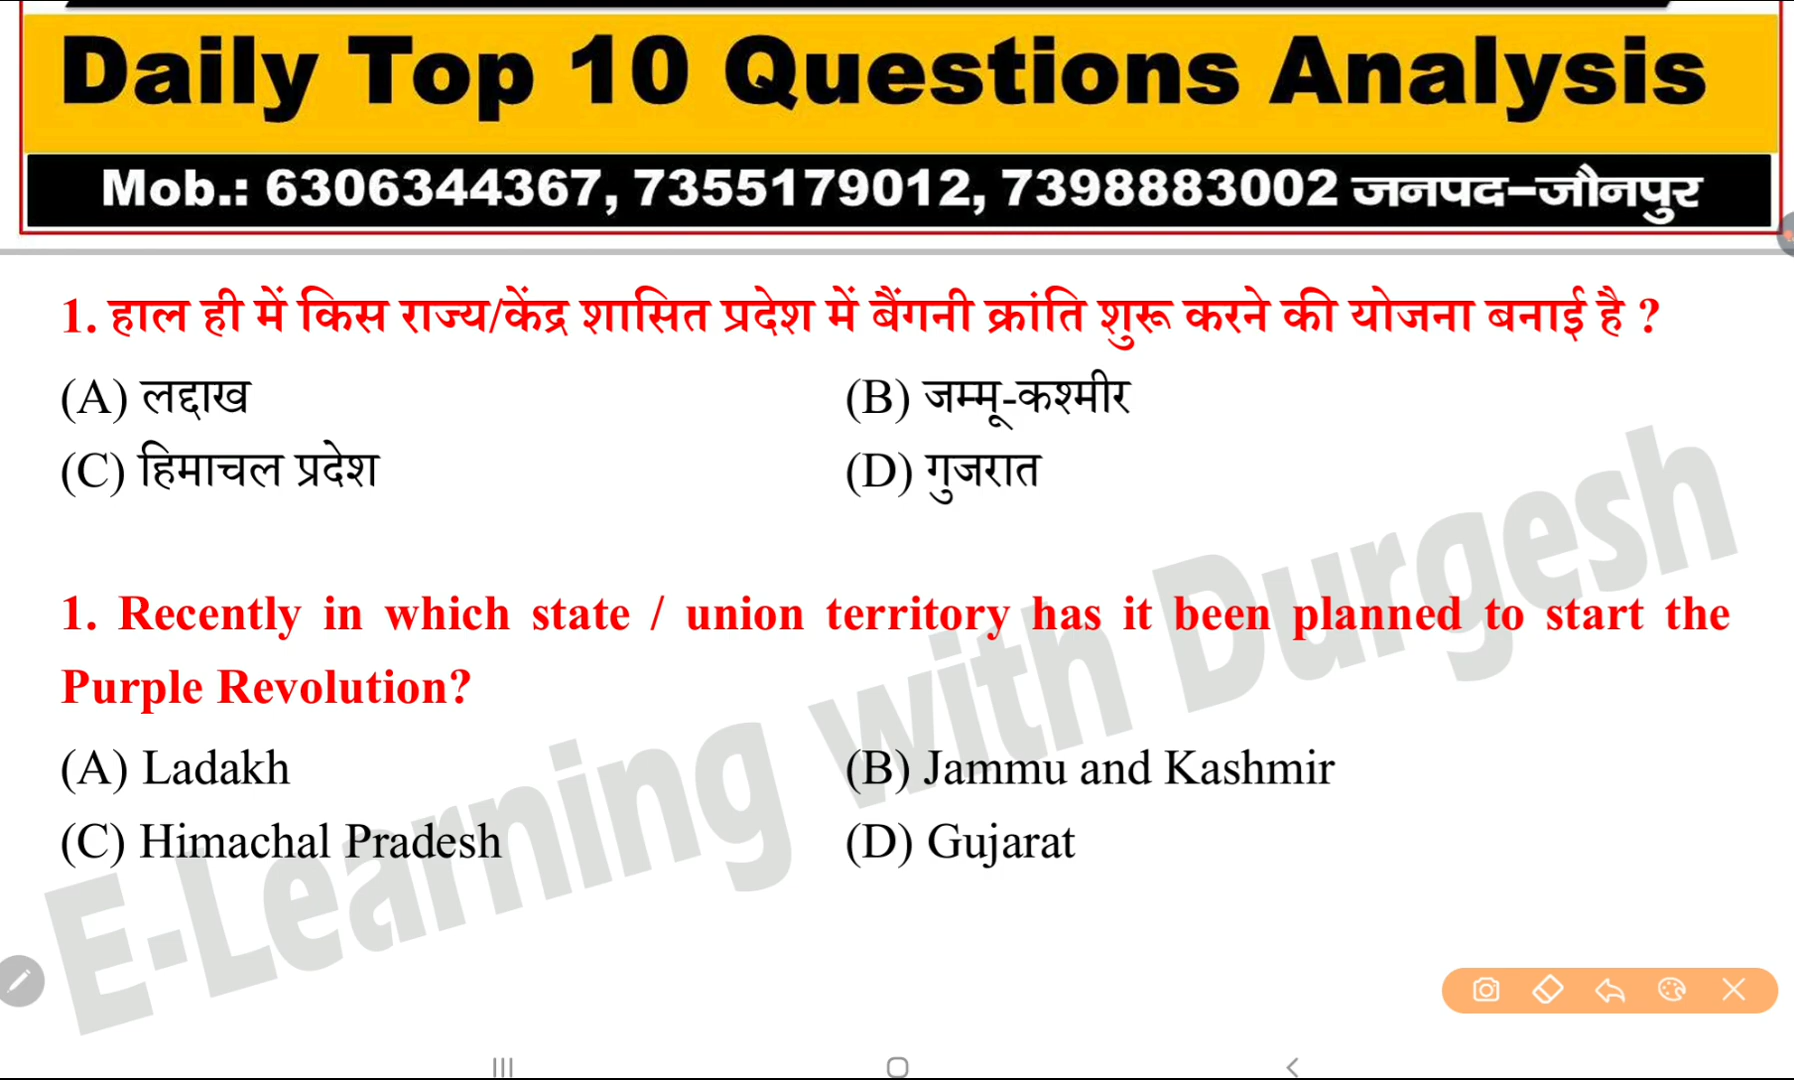 Daily Top 10 Questions Analysis
Mob.: 6306344367, 7355179012, 7398883002 जनपद-जौनपुर
1. हाल ही में किस राज्य/केंद्र शासित प्रदेश में बैंगनी क्रांति शुरू करने की योजना बनाई है ?
(A) लद्दाख (B) जम्मू-कश्मीर
(C) हिमाचल प्रदेश (D) गुजरात
1. Recently in which state / union territory has it been planned to start the
Purple Revolution?
(A) Ladakh (B) Jammu and Kashmir
(C) Himachal Pradesh (D) Gujarat
E-Learning with Durgesh